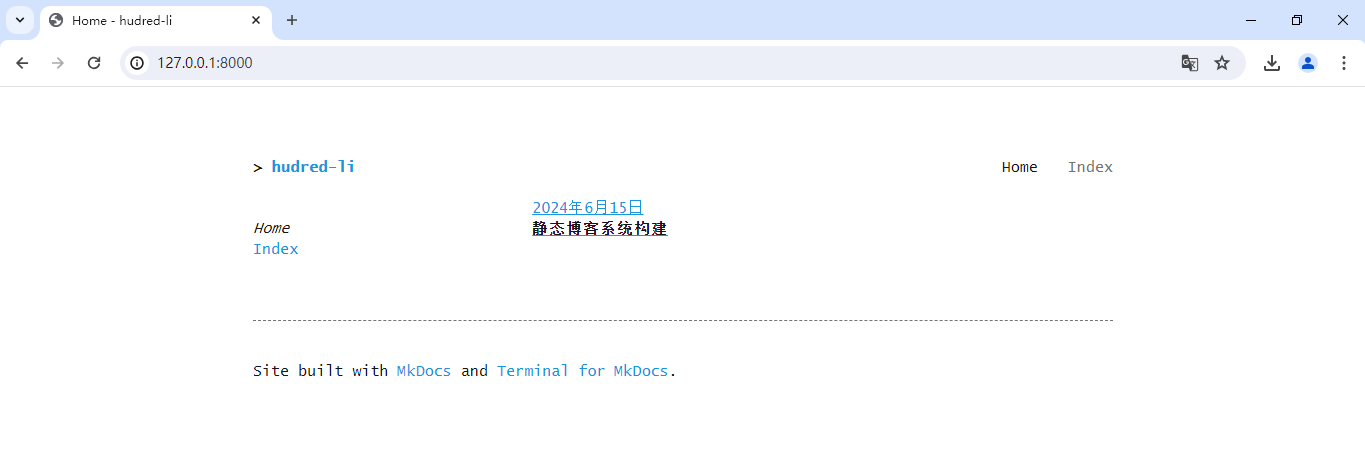 Home - hudred-li
127.0.0.1:8000
> hudred-li
Home Index
2024年6月15日
Home
静态博客系统构建
Index
Site built with MkDocs and Terminal for MkDocs.